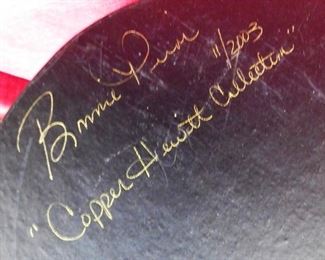 Bonnie
11/2003
"Copper Hewitt Collection"